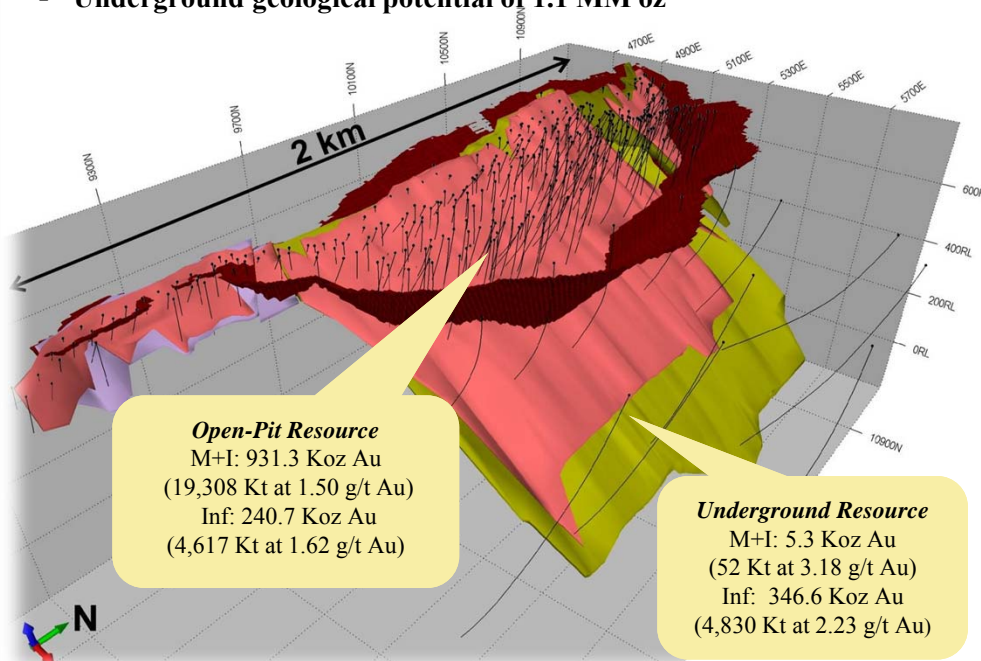 - Underground geological potential of 1.1 MM oz
4700E
4900E
5100E
5300E
5500E
5700E
10900N
10500N
10100N
9700N
9300N
2 km
600R
400RL
200RL
0RL
10900N
Open-Pit Resource
M+I: 931.3 Koz Au
(19,308 Kt at 1.50 g/t Au)
Inf: 240.7 Koz Au
(4,617 Kt at 1.62 g/t Au)
Underground Resource
M+I: 5.3 Koz Au
(52 Kt at 3.18 g/t Au)
Inf: 346.6 Koz Au
(4,830 Kt at 2.23 g/t Au)
N